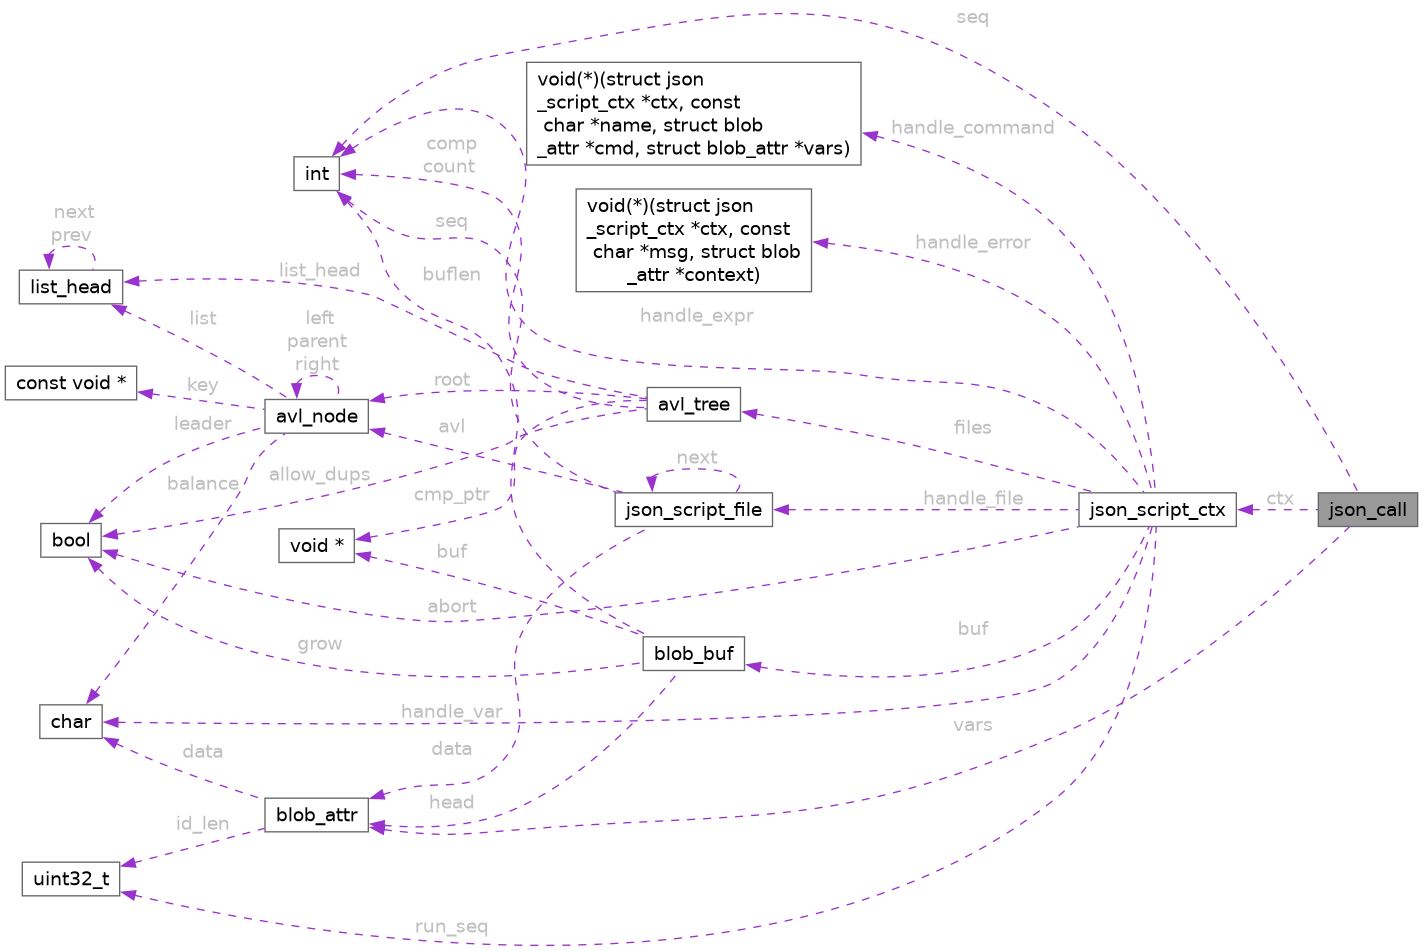 seq
void(*)(struct json
_script_ctx *ctx, const
char *name, struct blob
_attr *cmd, struct blob_attr *vars)
handle_command
comp
count
int
void(*)(struct json
_script_ctx *ctx, const
char *msg, struct blob
_attr *context)
next
prev
seq
handle_error
list_head
buflen
list_head
handle_expr
list
left
parent
right
const void *
key
root
avl_tree
avl_node
leader
avl
files
balance
allow_dups
next
cmp_ptr
handle_file
ctx
json_script_file
json_script_ctx
json_call
bool
void *
buf
abort
buf
grow
blob_buf
char
handle_var
vars
data
data
head
blob_attr
id_len
uint32_t
run_seq